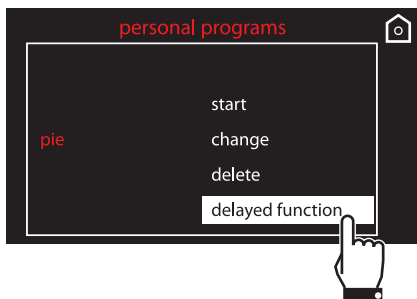 personal programs
start
pie change
delete
delayed function